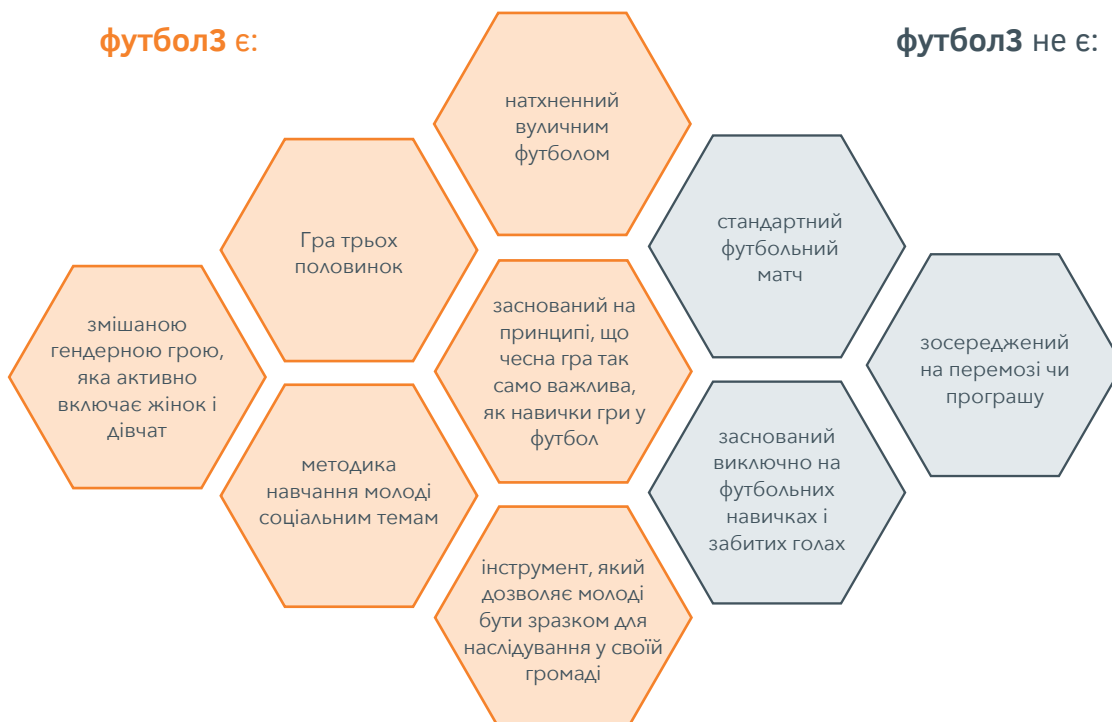 футбол3 є:
футбол3 не є:
натхненний
вуличним
футболом
Гра трьох
половинок
стандартний
футбольний
матч
змішаною
гендерною грою,
яка активно
включає жінок і
дівчат
заснований на
принципі, що
чесна гра так
само важлива,
як навички гри у
футбол
зосереджений
на перемозі чи
програшу
методика
навчання молоді
соціальним темам
заснований
виключно на
футбольних
навичках і
забитих голах
інструмент, який
дозволяє молоді
бути зразком для
наслідування у своїй
громаді